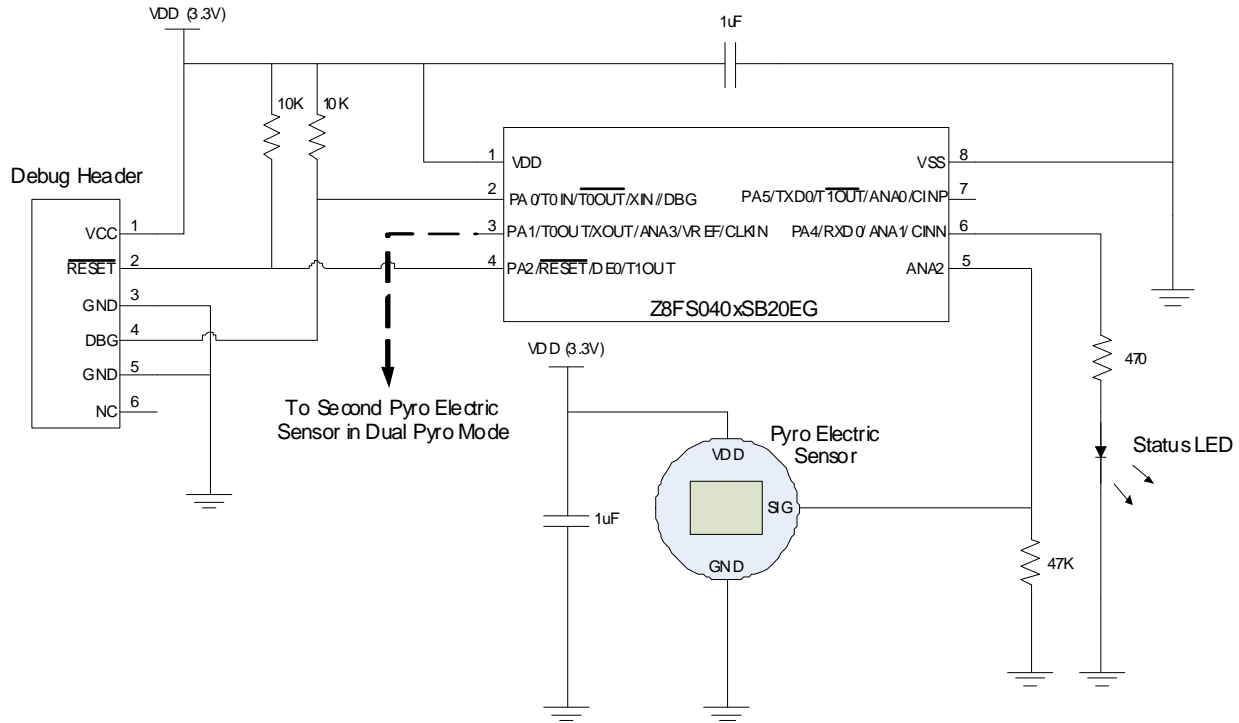 VDD (3.3V)
1uF
10K
10K
Debug Header
VCC
1
RESET
2
GND
3
DBG
4
GND
5
NC
6
1
VDD
2
PA0/T0IN/T0OUT/XIN//DBG
3
PA1/T0OUT/XOUT/ANA3/VREF/CLKIN
4
PA2/RESET/DE0/T1OUT
VSS
8
PA5/TXD0/T1OUT/ANA0/CINP
7
PA4/RXD0/ANA1/CINN
6
ANA2
5
Z8FS040xSB20EG
To Second Pyro Electric
Sensor in Dual Pyro Mode
VDD (3.3V)
1uF
Pyro Electric
Sensor
VDD
SIG
GND
47K
470
Status LED